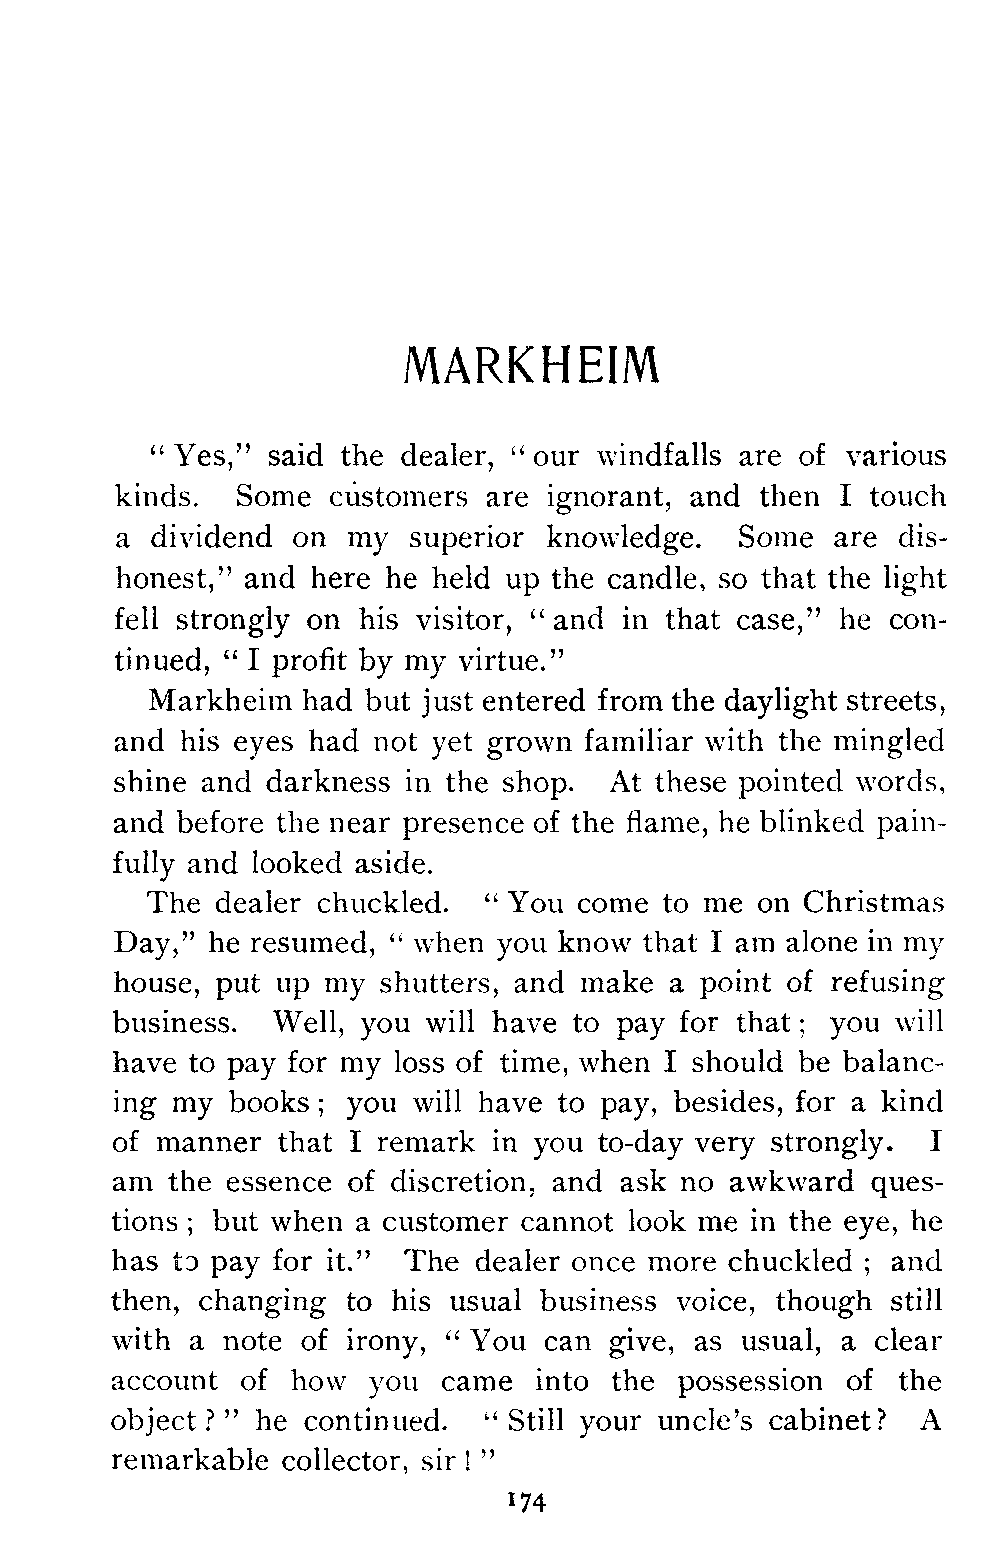 MARKHEIM
“ Yes,” said the dealer, “ our windfalls are of various
kinds. Some customers are ignorant, and then I touch
a dividend on my superior knowledge. Some are dis-
honest,” and here he held up the candle, so that the light
fell strongly on his visitor, “ and in that case,” he con-
tinued, “ I profit by my virtue.”
Markheim had but just entered from the daylight streets,
and his eyes had not yet grown familiar with the mingled
shine and darkness in the shop. At these pointed words,
and before the near presence of the flame, he blinked pain-
fully and looked aside.
The dealer chuckled. “ You come to me on Christmas
Day,” he resumed, “ when you know that I am alone in my
house, put up my shutters, and make a point of refusing
business. Well, you will have to pay for that ; you will
have to pay for my loss of time, when I should be balanc-
ing my books ; you will have to pay, besides, for a kind
of manner that I remark in you to-day very strongly. I
am the essence of discretion, and ask no awkward ques-
tions ; but when a customer cannot look me in the eye, he
has to pay for it.” The dealer once more chuckled ; and
then, changing to his usual business voice, though still
with a note of irony, “ You can give, as usual, a clear
account of how you came into the possession of the
object ? ” he continued. “ Still your uncle's cabinet? A
remarkable collector, sir ! ”
174